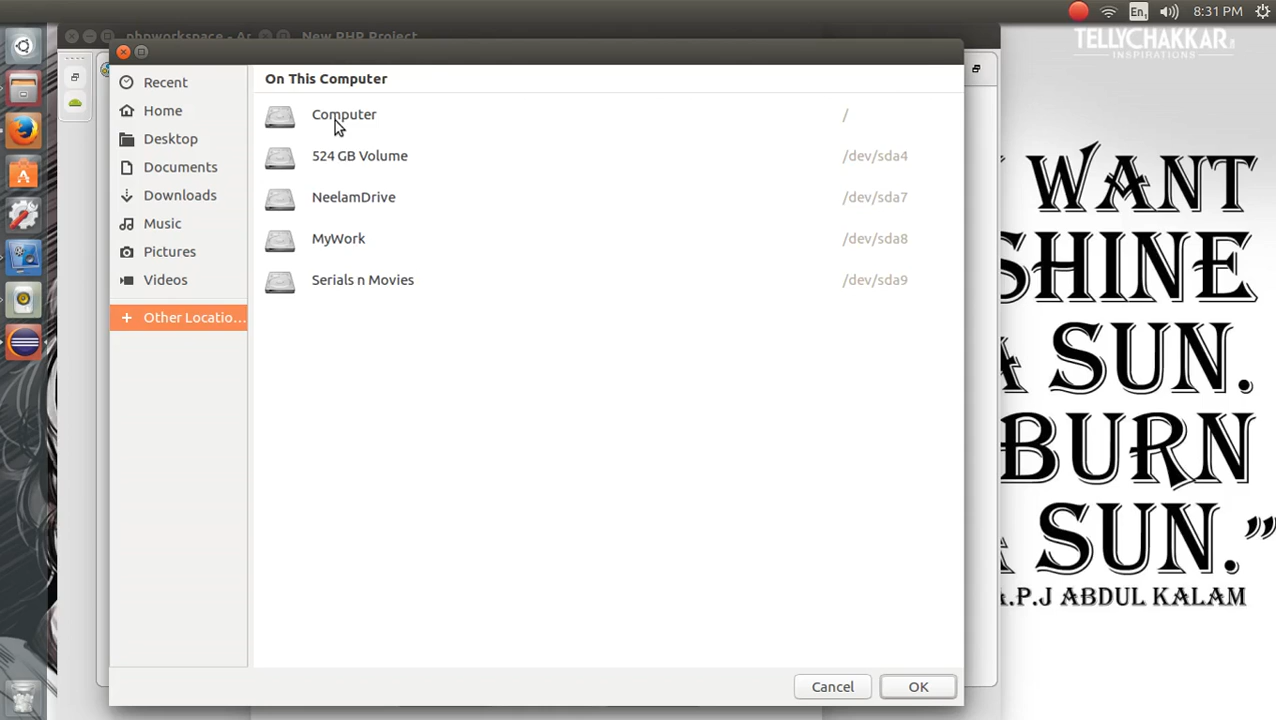 En1
8:31 PM
phpworkspace - Ar
New PHP Project
TELLYCHAKKAR
INSPIRATIONS
Recent
Home
Desktop
Documents
Downloads
Music
Pictures
Videos
Other Locatio...
On This Computer
Computer /
524 GB Volume /dev/sda4
NeelamDrive /dev/sda7
MyWork /dev/sda8
Serials n Movies /dev/sda9
Cancel
OK
WANT
SHINE
A SUN.
BURN
SUN.”
A.P.J ABDUL KALAM